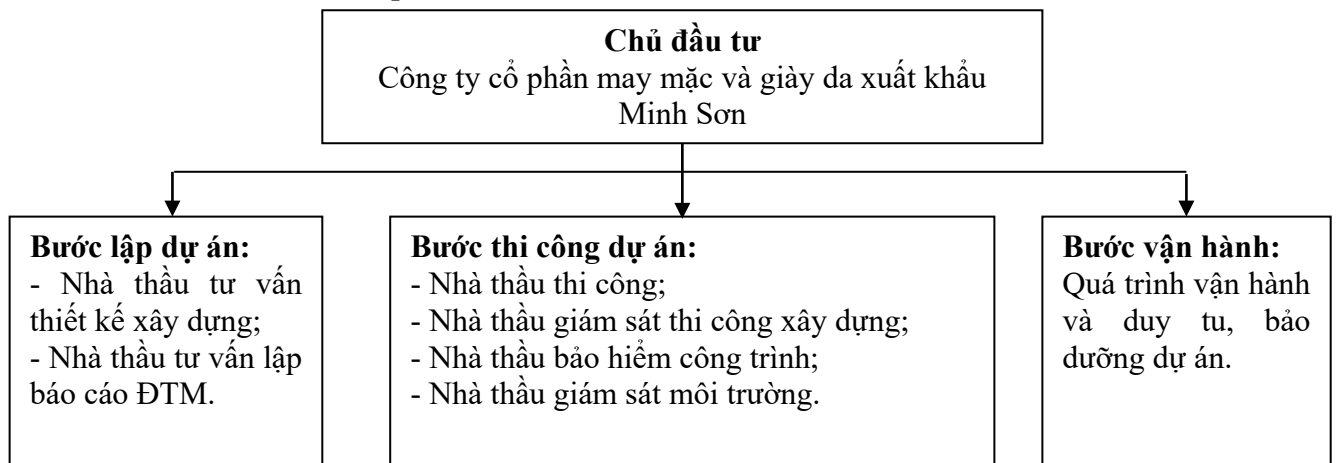 Chủ đầu tư
Công ty cổ phần may mặc và giày da xuất khẩu
Minh Sơn
Bước lập dự án:
- Nhà thầu tư vấn
thiết kế xây dựng;
- Nhà thầu tư vấn lập
báo cáo ĐTM.
Bước thi công dự án:
- Nhà thầu thi công;
- Nhà thầu giám sát thi công xây dựng;
- Nhà thầu bảo hiểm công trình;
- Nhà thầu giám sát môi trường.
Bước vận hành:
Quá trình vận hành
và duy tu, bảo
dưỡng dự án.